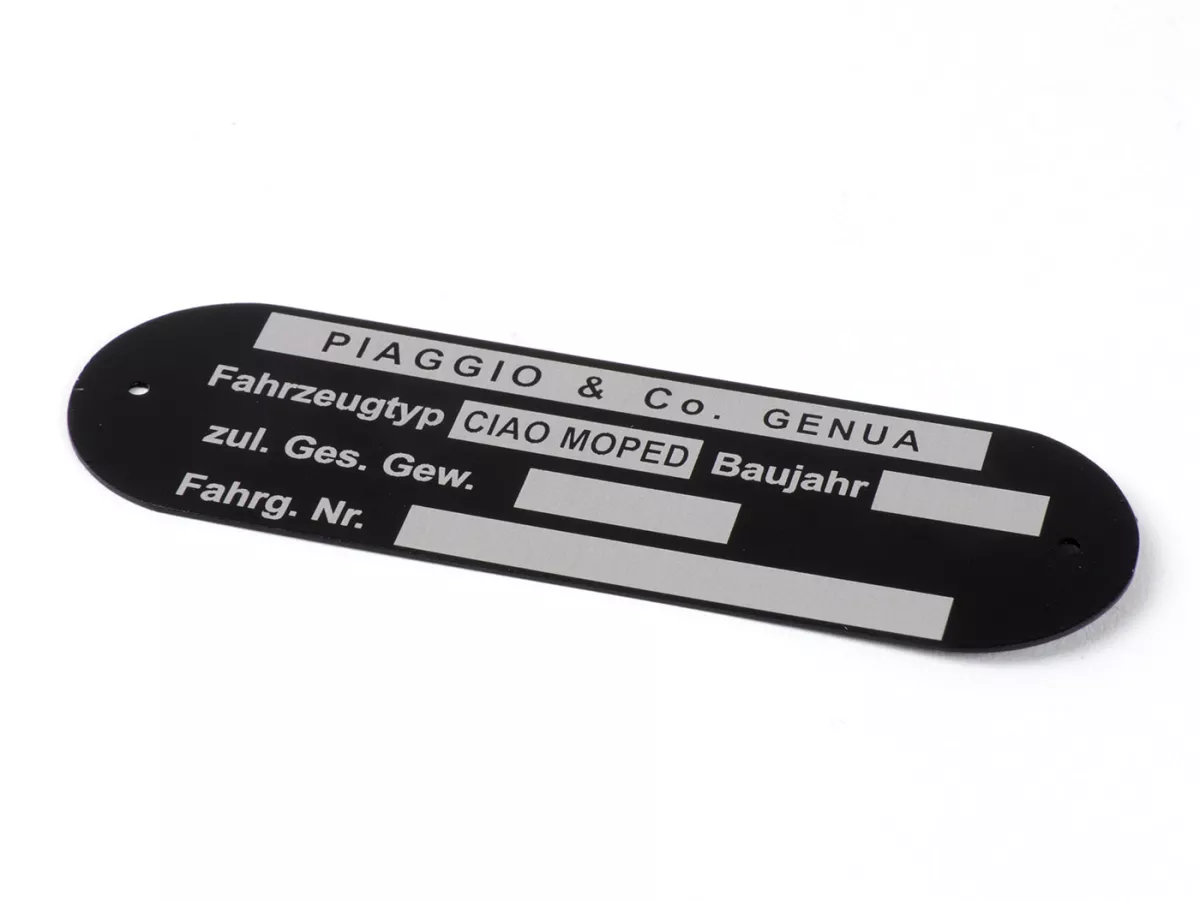 PIAGGIO & Co. GENUA
Fahrzeugtyp CIAO MOPED Baujahr
zul. Ges. Gew.
Fahrg. Nr.